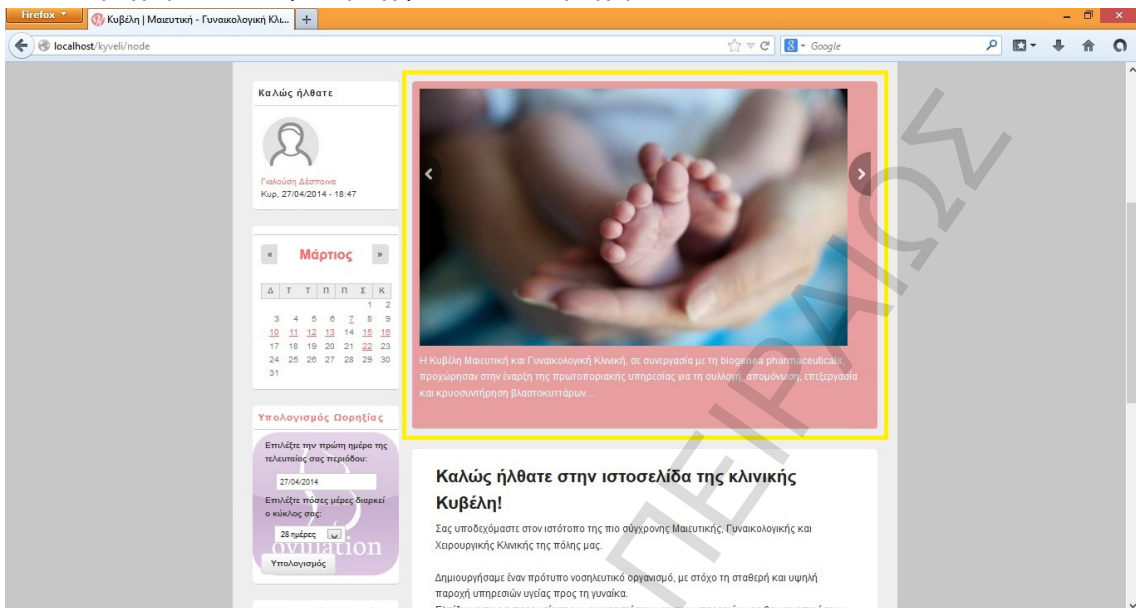 Firefox
Κυβέλη | Μαιευτική - Γυναικολογική Κλι...
localhost/kyveli/node
Google
Καλώς ήλθατε
Γιαλούση Δέσποινα
Κυρ, 27/04/2014 - 18:47
« Μάρτιος »
Δ Τ Τ Π Π Σ Κ
1 2
3 4 5 6 7 8 9
10 11 12 13 14 15 16
17 18 19 20 21 22 23
24 25 26 27 28 29 30
31
Υπολογισμός Ωορηξίας
Επιλέξτε την πρώτη ημέρα της
τελευταίας σας περιόδου:
27/04/2014
Επιλέξτε πόσες μέρες διαρκεί
ο κύκλος σας:
28 ημέρες
ovulation
Υπολογισμός
Η Κυβέλη Μαιευτική και Γυναικολογική Κλινική, σε συνεργασία με τη biogenea pharmaceuticals,
προχώρησαν στην έναρξη της πρωτοποριακής υπηρεσίας για τη συλλογή, απομόνωση, επεξεργασία
και κρυοσυντήρηση βλαστοκυττάρων...
Καλώς ήλθατε στην ιστοσελίδα της κλινικής
Κυβέλη!
Σας υποδεχόμαστε στον ιστότοπο της πιο σύγχρονης Μαιευτικής, Γυναικολογικής και
Χειρουργικής Κλινικής της πόλης μας.
Δημιουργήσαμε έναν πρότυπο νοσηλευτικό οργανισμό, με στόχο τη σταθερή και υψηλή
παροχή υπηρεσιών υγείας προς τη γυναίκα.
ΠΕΙΡΑΙΩΣ